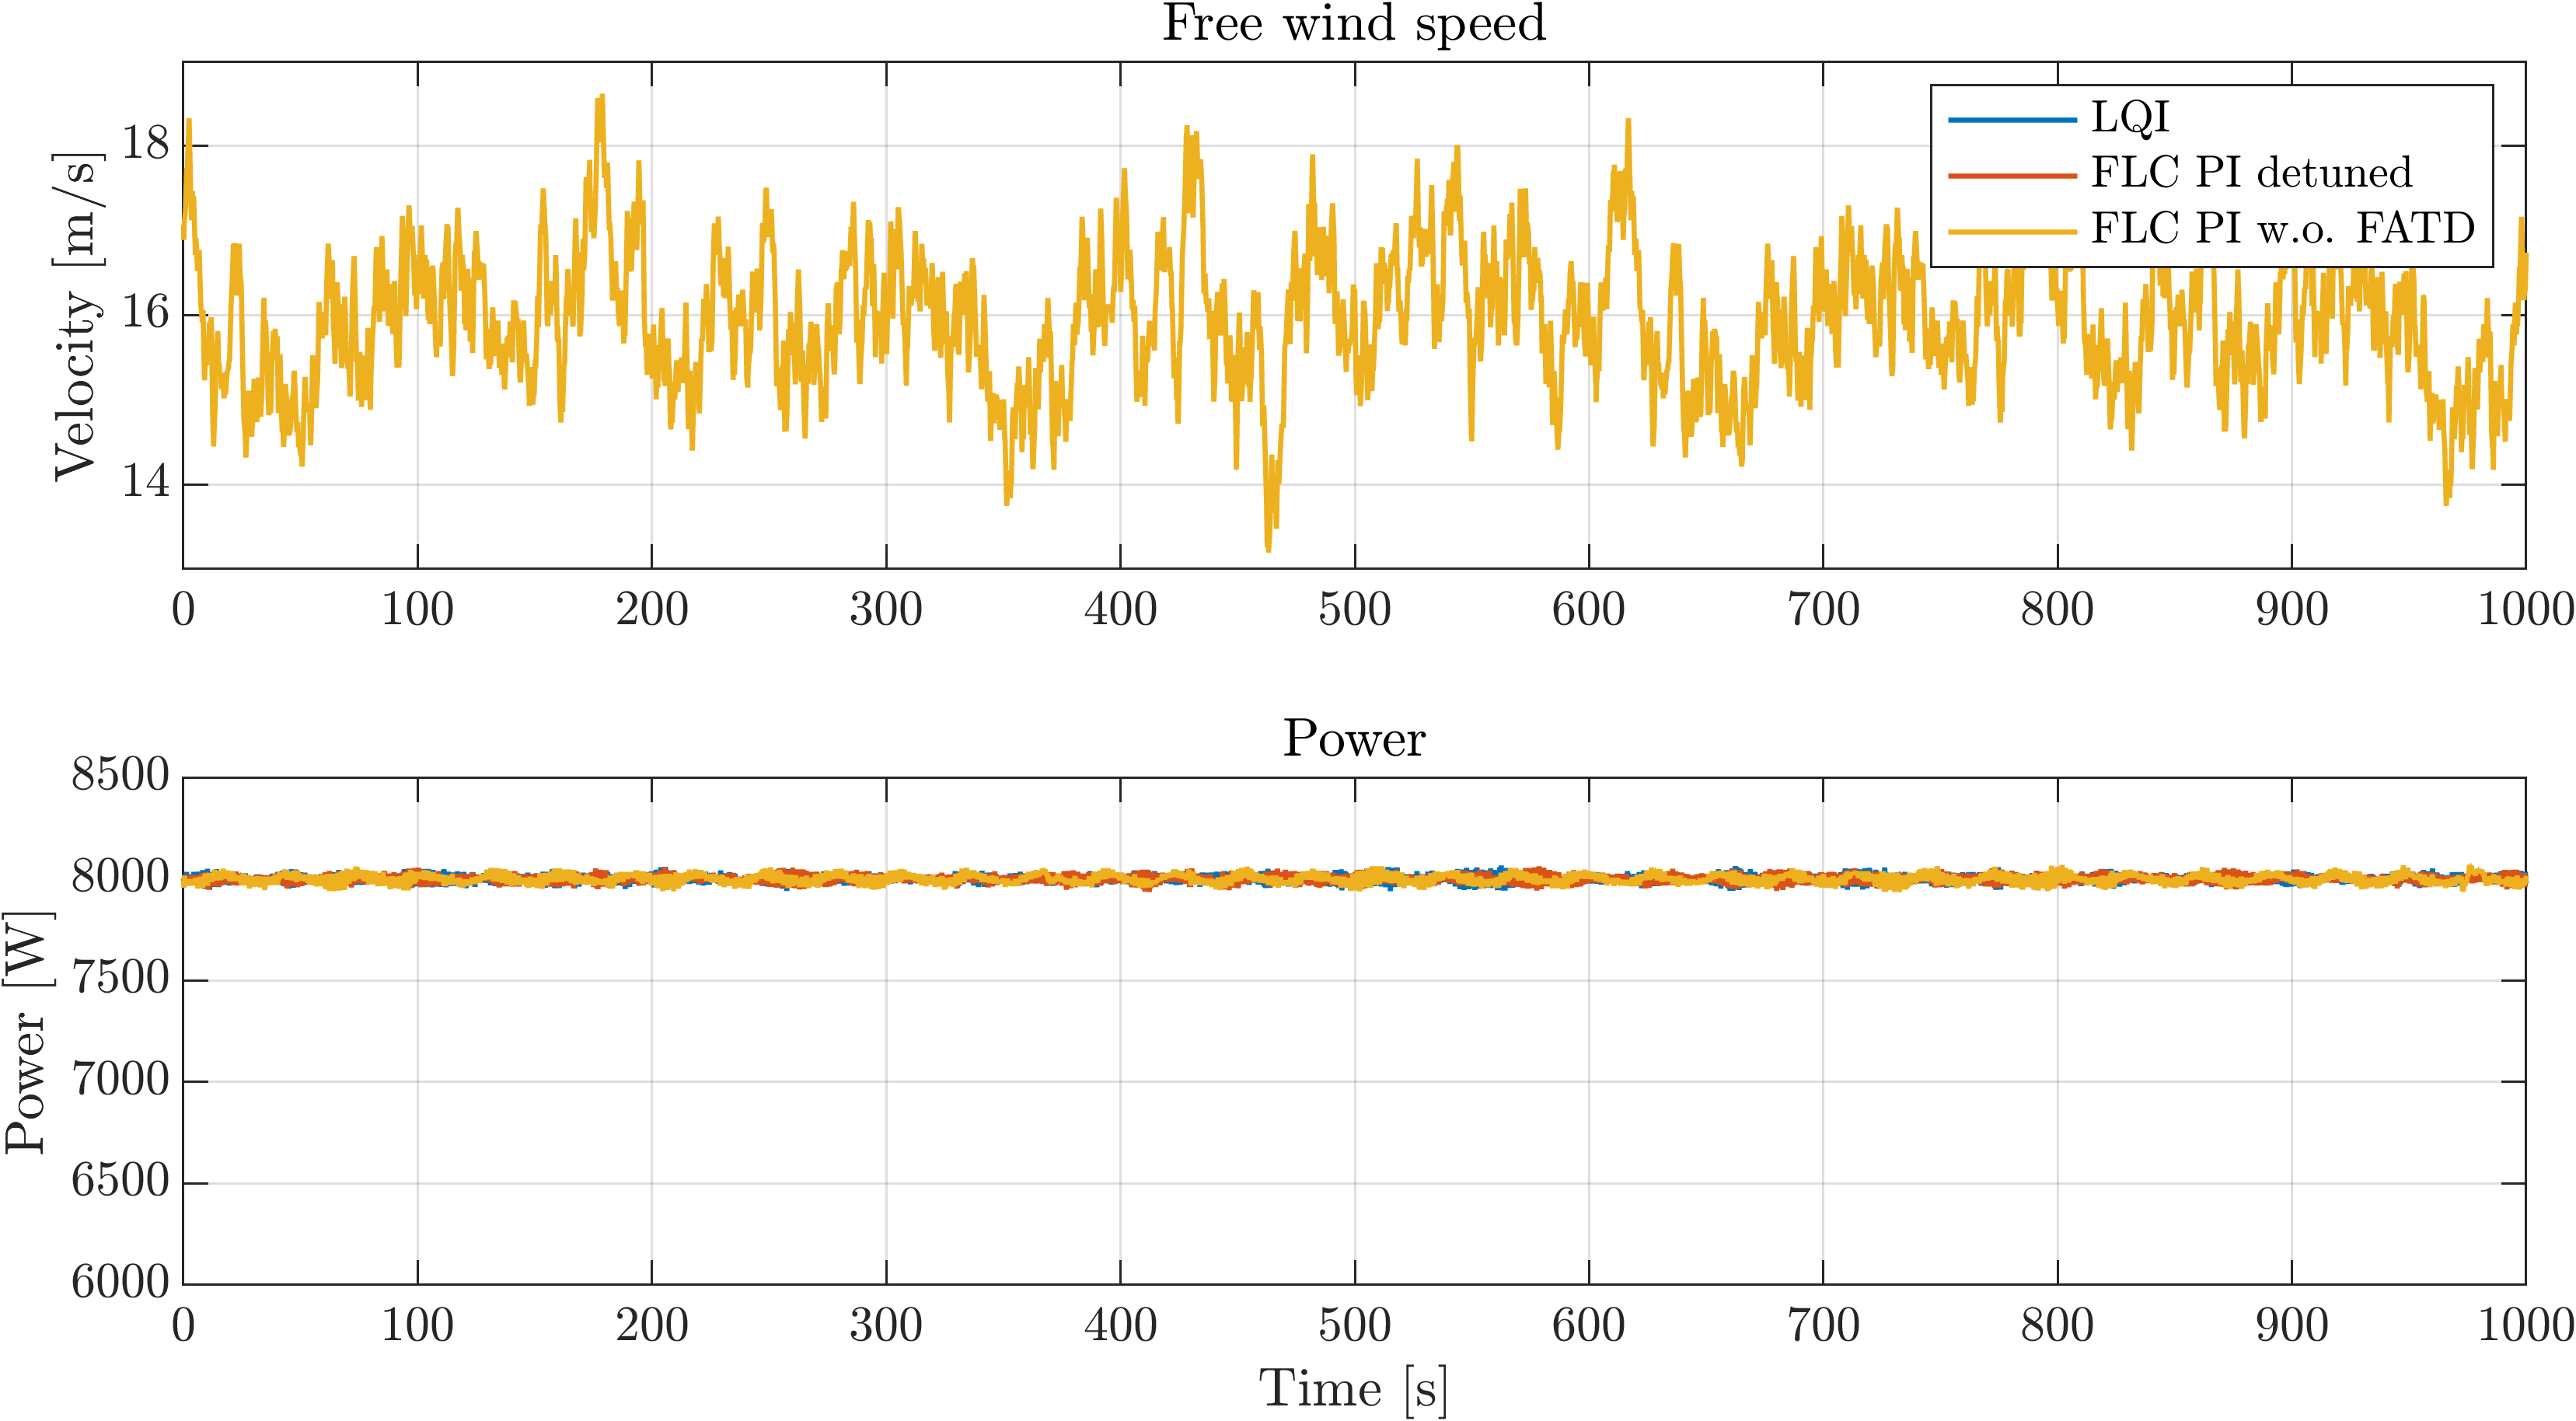 Free wind speed
Velocity [m/s]
18
16
14
LQI
FLC PI detuned
FLC PI w.o. FATD
0 100 200 300 400 500 600 700 800 900 1000
Power
Power [W]
8500
8000
7500
7000
6500
6000
0 100 200 300 400 500 600 700 800 900 1000
Time [s]